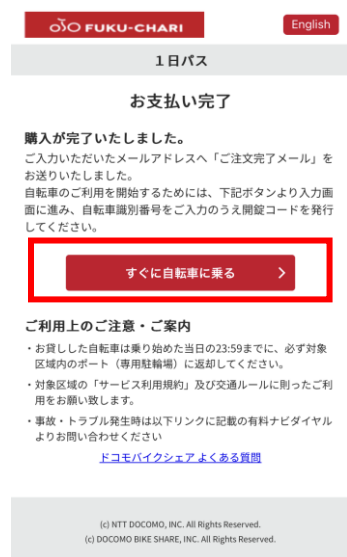 FUKU-CHARI
English
1日パス
お支払い完了
購入が完了いたしました。
ご入力いただいたメールアドレスへ「ご注文完了メール」を
お送りいたしました。
自転車のご利用を開始するためには、下記ボタンより入力画
面に進み、自転車識別番号をご入力のうえ開錠コードを発行
してください。
すぐに自転車に乗る
ご利用上のご注意・ご案内
・お貸しした自転車は乗り始めた当日の23:59までに、必ず対象
区域内のポート（専用駐輪場）に返却してください。
・対象区域の「サービス利用規約」及び交通ルールに則ったご利
用をお願い致します。
・事故・トラブル発生時は以下リンクに記載の有料ナビダイヤル
よりお問い合わせください
ドコモバイクシェア よくある質問
(c) NTT DOCOMO, INC. All Rights Reserved.
(c) DOCOMO BIKE SHARE, INC. All Rights Reserved.